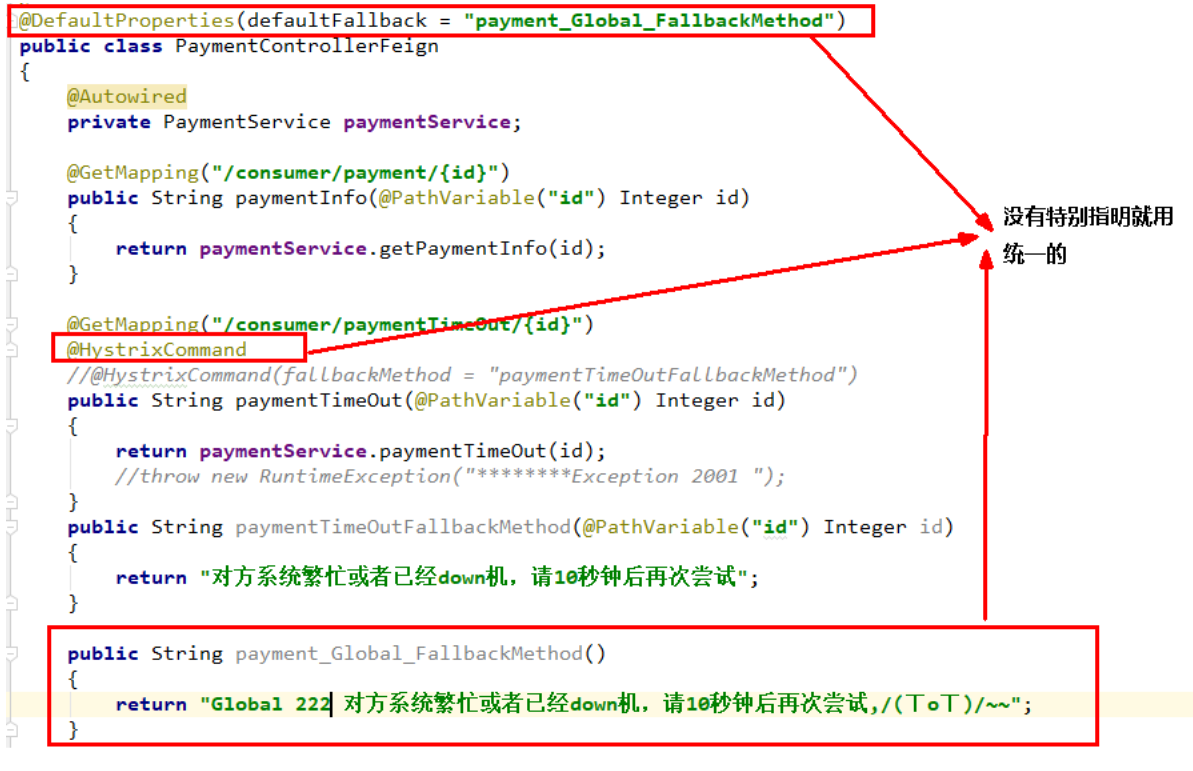 @DefaultProperties(defaultFallback = "payment_Global_FallbackMethod")
public class PaymentControllerFeign
{
@Autowired
private PaymentService paymentService;
@GetMapping("/consumer/payment/{id}")
public String paymentInfo(@PathVariable("id") Integer id)
{
return paymentService.getPaymentInfo(id);
}
没有特别指明就用
统一的
@GetMapping("/consumer/paymentTimeOut/{id}")
@HystrixCommand
//@HystrixCommand(fallbackMethod = "paymentTimeOutFallbackMethod")
public String paymentTimeOut(@PathVariable("id") Integer id)
{
return paymentService.paymentTimeOut(id);
//throw new RuntimeException("********Exception 2001 ");
}
public String paymentTimeOutFallbackMethod(@PathVariable("id") Integer id)
{
return "对方系统繁忙或者已经down机，请10秒钟后再次尝试";
}
public String payment_Global_FallbackMethod()
{
return "Global 222 对方系统繁忙或者已经down机，请10秒钟后再次尝试,/(ㄒoㄒ)/~~";
}